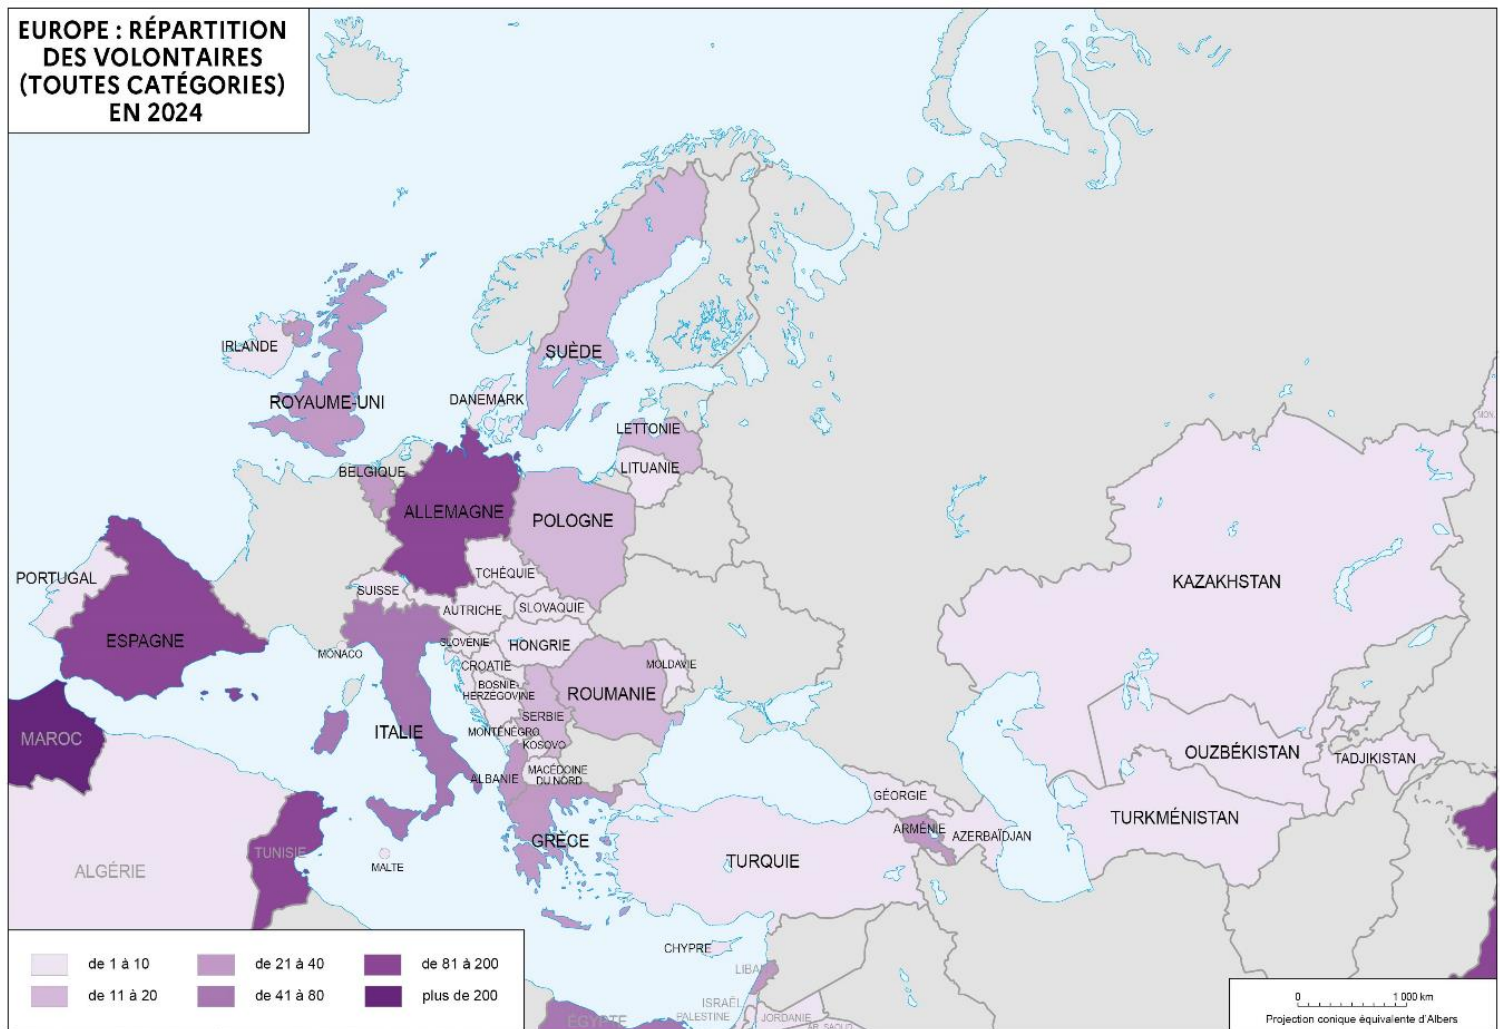 EUROPE : RÉPARTITION
DES VOLONTAIRES
(TOUTES CATÉGORIES)
EN 2024
IRLANDE
ROYAUME-UNI
SUÈDE
DANEMARK
LETTONIE
LITUANIE
BELGIQUE
ALLEMAGNE
POLOGNE
PORTUGAL
ESPAGNE
SUISSE
TCHÉQUIE
AUTRICHE
SLOVAQUIE
KAZAKHSTAN
MONACO
SLOVÉNIE
HONGRIE
CROATIE
MOLDAVIE
BOSNIE-
HERZÉGOVINE
ROUMANIE
SERBIE
MAROC
ITALIE
MONTÉNÉGRO
KOSOVO
ALBANIE
MACÉDOINE
DU NORD
OUZBÉKISTAN
TADJIKISTAN
GÉORGIE
TURKMÉNISTAN
ARMÉNIE
AZERBAÏDJAN
GRÈCE
TUNISIE
ALGÉRIE
MALTE
TURQUIE
CHYPRE
LIBAN
ISRAËL
PALESTINE
JORDANIE
ÉGYPTE
de 1 à 10
de 21 à 40
de 81 à 200
de 11 à 20
de 41 à 80
plus de 200
0 1 000 km
Projection conique équivalente d'Albers